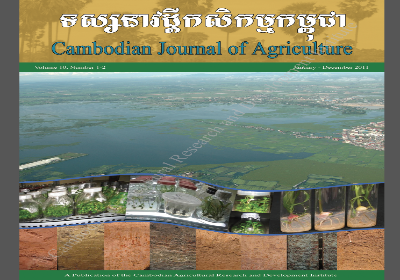 ទស្សនាវដ្តីកសិកម្មកម្ពុជា
Cambodian Journal of Agriculture
Volume 10, Number 1-2
January - December 2011
A Publication of the Cambodian Agricultural Research and Development Institute